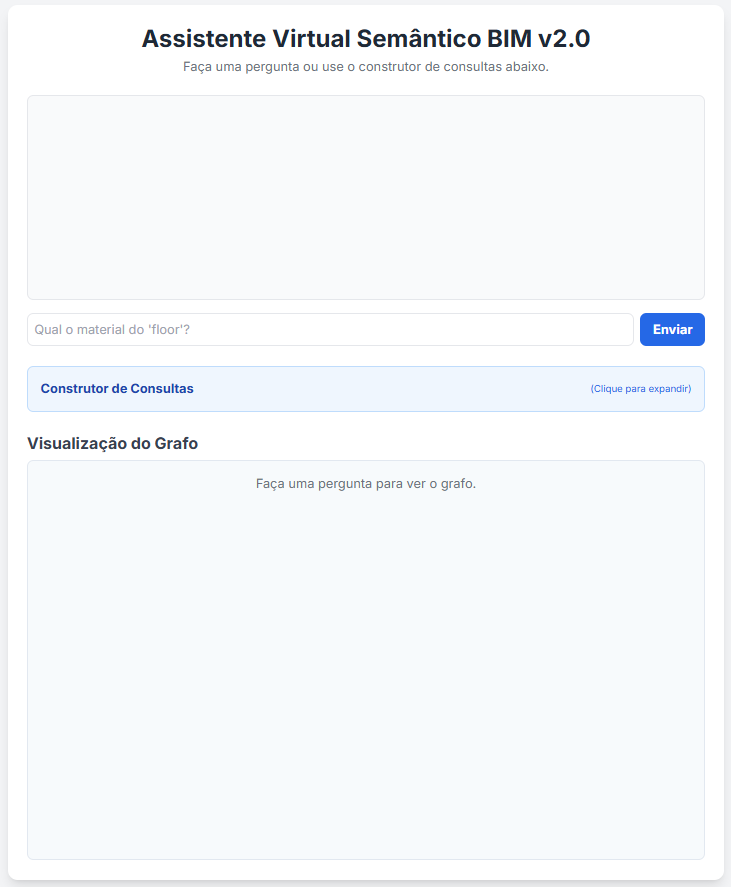 Assistente Virtual Semântico BIM v2.0
Faça uma pergunta ou use o construtor de consultas abaixo.
Qual o material do 'floor'?
Enviar
Construtor de Consultas
(Clique para expandir)
Visualização do Grafo
Faça uma pergunta para ver o grafo.